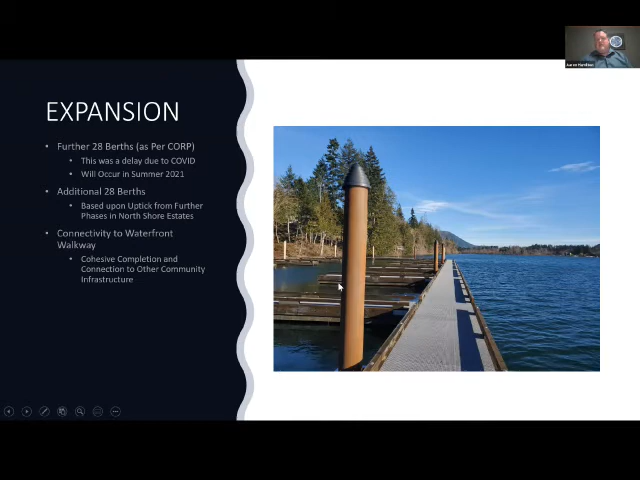 EXPANSION
• Further 28 Berths (as Per CORP)
• This was a delay due to COVID
• Will Occur in Summer 2021
• Additional 28 Berths
• Based upon Uptick from Further
Phases in North Shore Estates
• Connectivity to Waterfront
Walkway
• Cohesive Completion and
Connection to Other Community
Infrastructure